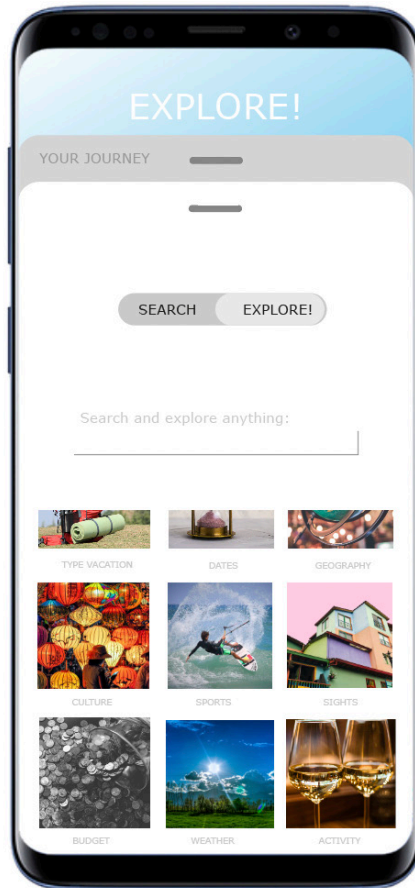 EXPLORE!
YOUR JOURNEY
SEARCH EXPLORE!
Search and explore anything:
TYPE VACATION DATES GEOGRAPHY
CULTURE SPORTS SIGHTS
BUDGET WEATHER ACTIVITY